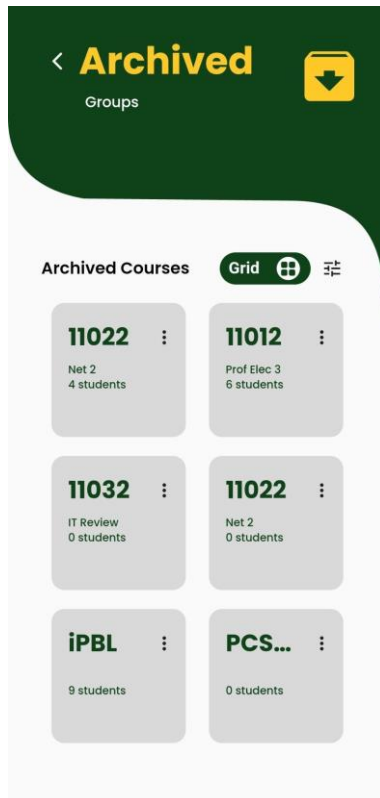 Archived
Groups
Archived Courses
Grid
11022
Net 2
4 students
11012
Prof Elec 3
6 students
11032
IT Review
0 students
11022
Net 2
0 students
iPBL
9 students
PCS...
0 students